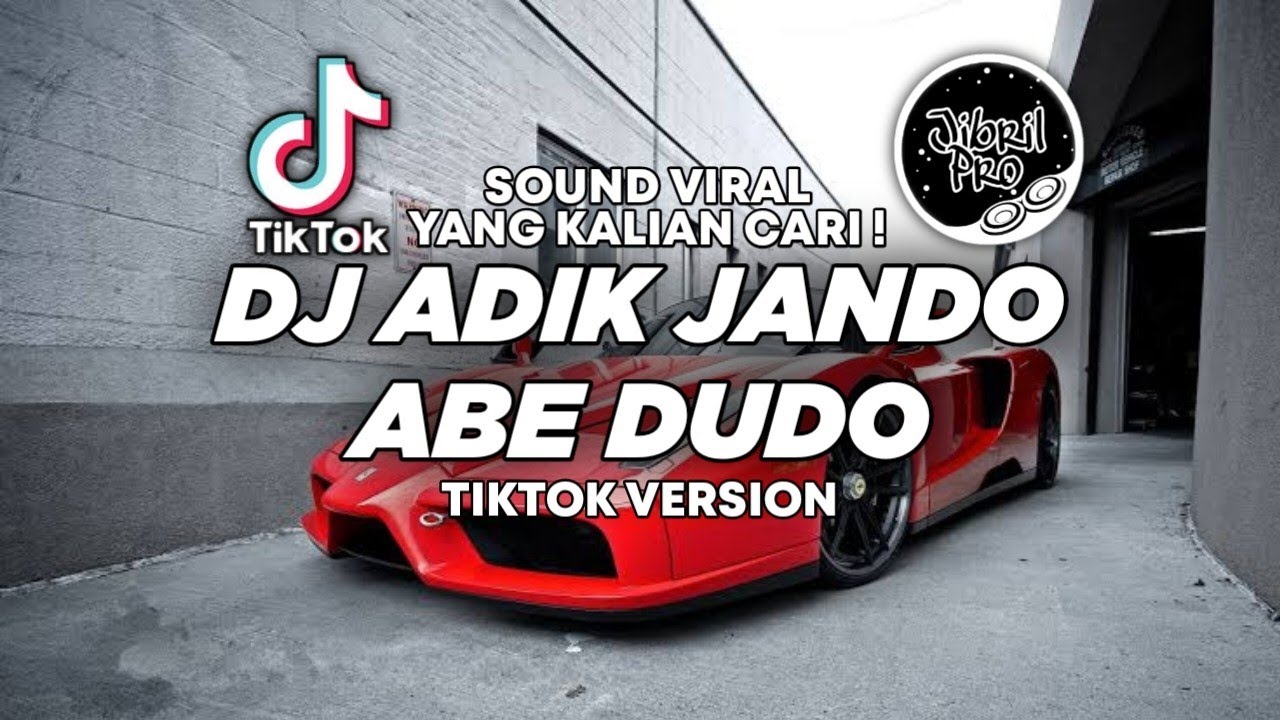 TikTok
Jibril
Pro
SOUND VIRAL
YANG KALIAN CARI !
DJ ADIK JANDO
ABE DUDO
TIKTOK VERSION